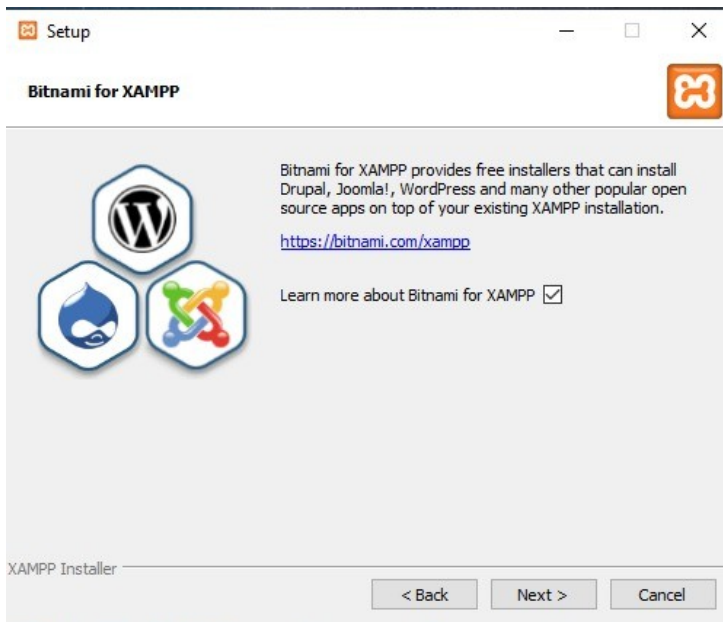 Setup
Bitnami for XAMPP
Bitnami for XAMPP provides free installers that can install
Drupal, Joomla!, WordPress and many other popular open
source apps on top of your existing XAMPP installation.
https://bitnami.com/xampp
Learn more about Bitnami for XAMPP
XAMPP Installer
< Back
Next >
Cancel